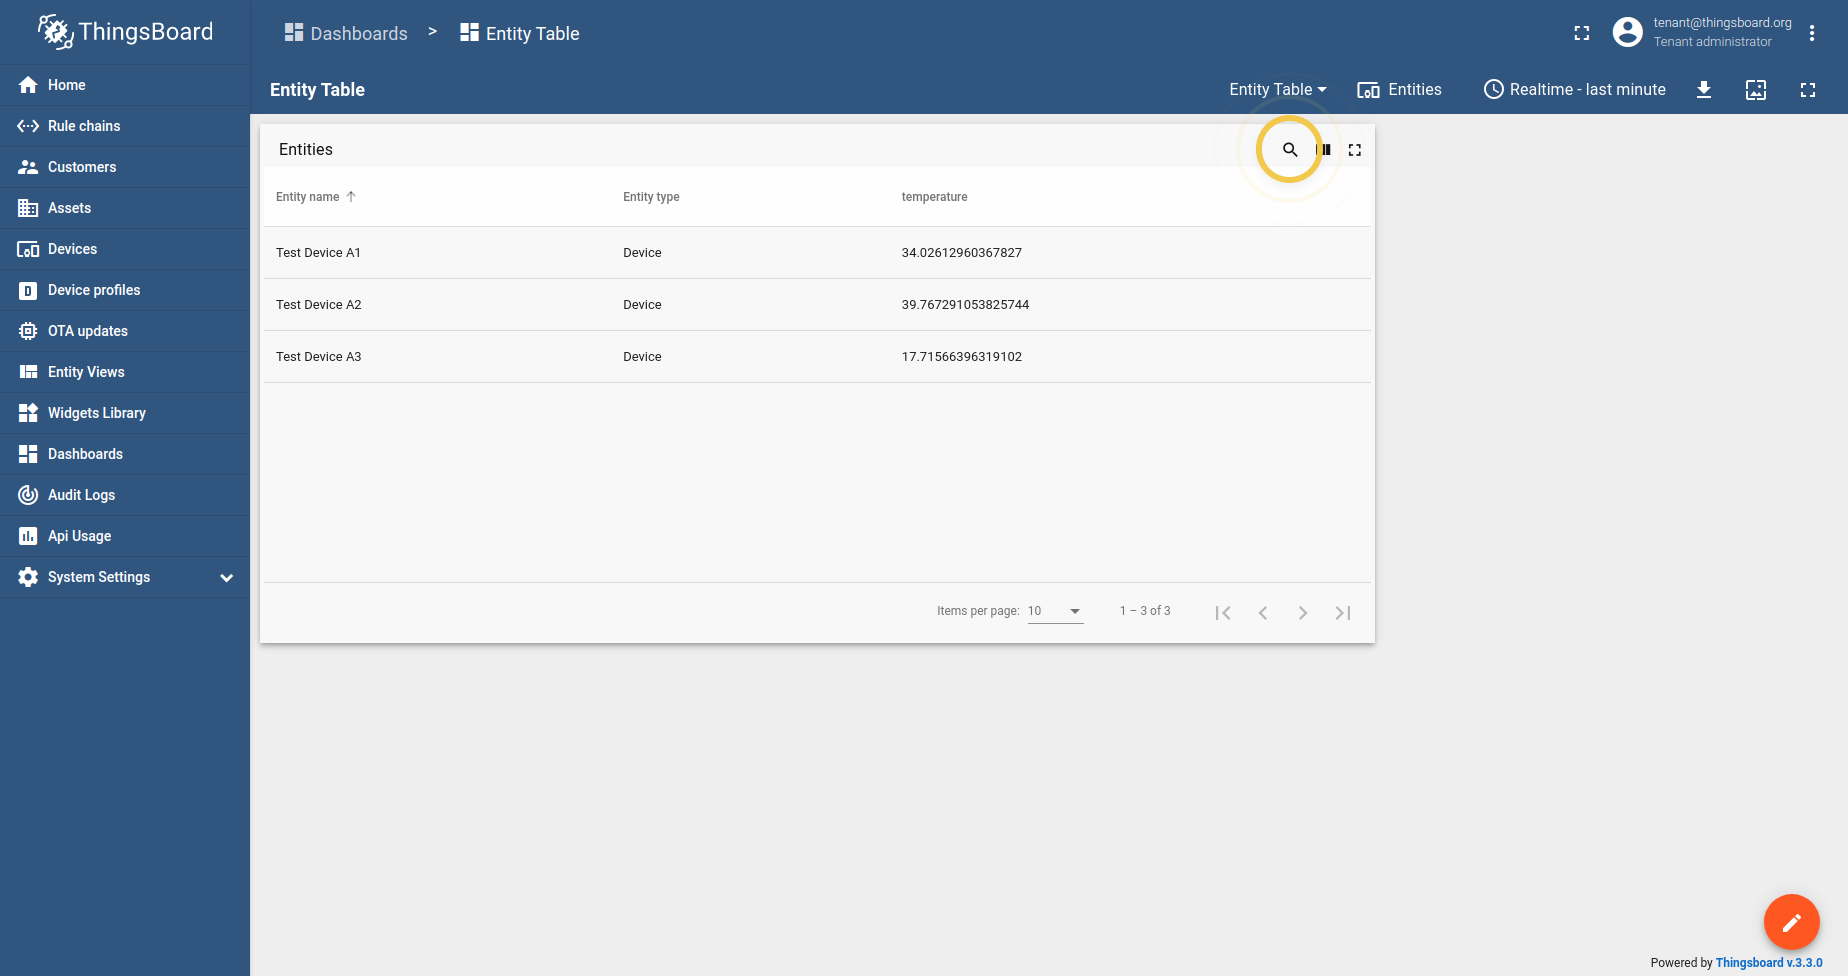 ThingsBoard
Dashboards > Entity Table
tenant@thingsboard.org
Tenant administrator
Home
Rule chains
Customers
Assets
Devices
Device profiles
OTA updates
Entity Views
Widgets Library
Dashboards
Audit Logs
Api Usage
System Settings
Entity Table
Entity Table
Entities
Realtime - last minute
Entities
Entity name Entity type temperature
Test Device A1 Device 34.02612960367827
Test Device A2 Device 39.767291053825744
Test Device A3 Device 17.71566396319102
Items per page: 10 1 – 3 of 3
Powered by Thingsboard v.3.3.0